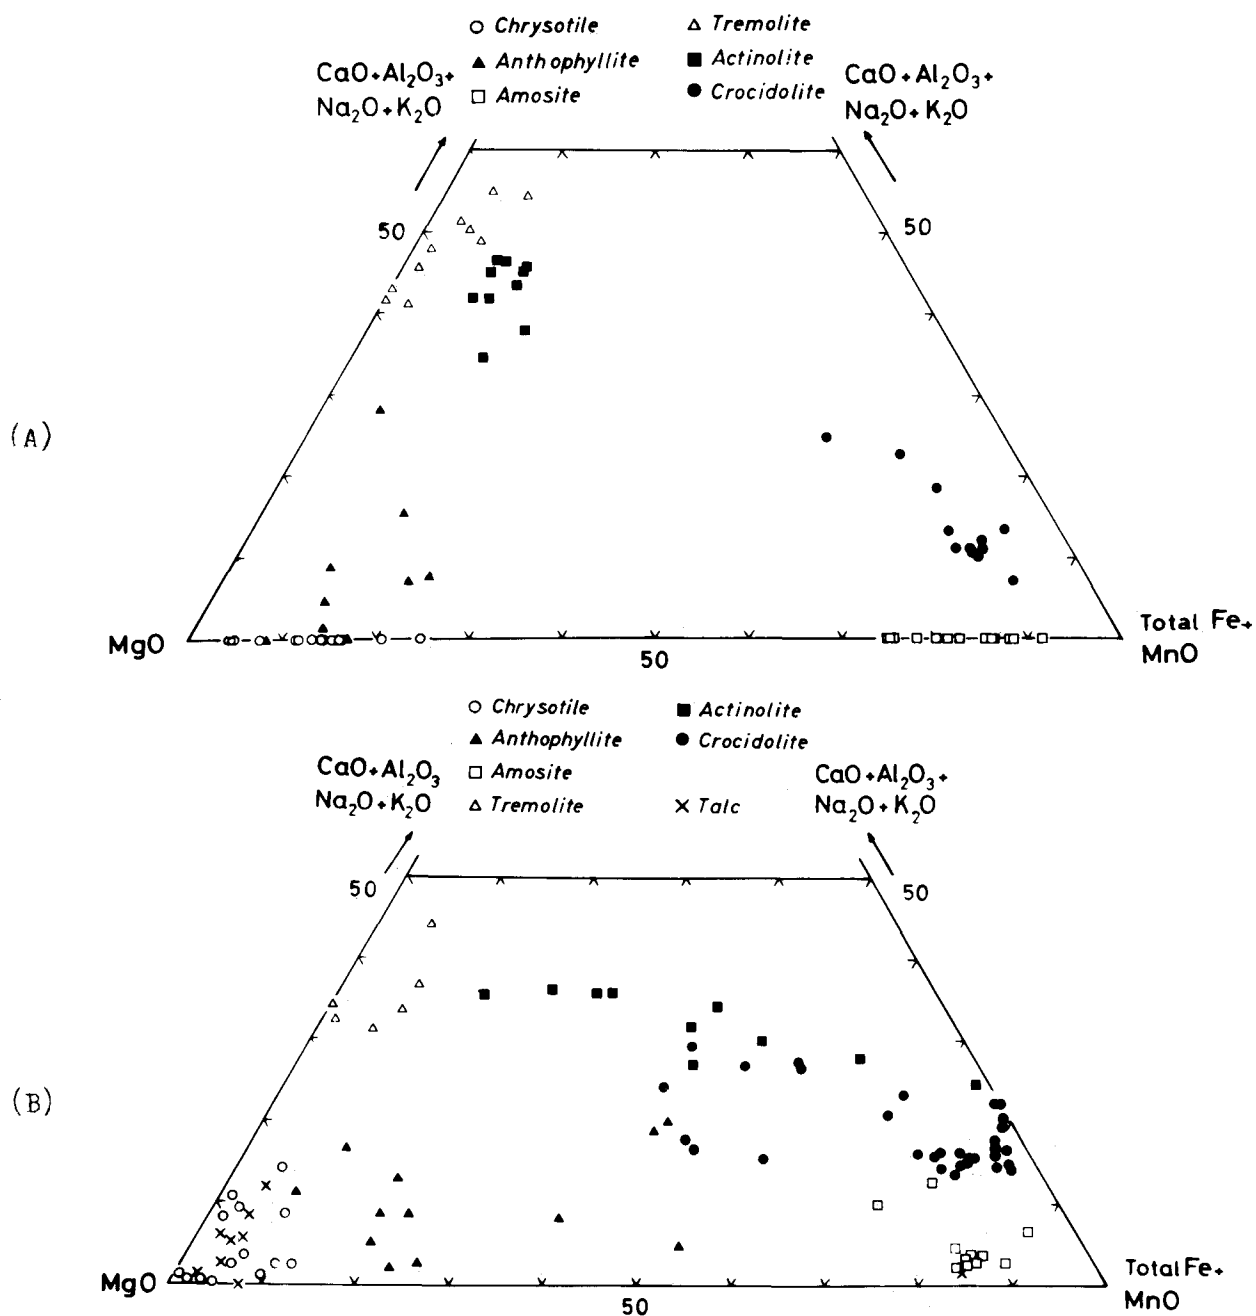 ○ Chrysotile △ Tremolite
▲ Anthophyllite ■ Actinolite
□ Amosite ● Crocidolite
CaO+Al₂O₃+
Na₂O+K₂O
CaO+Al₂O₃+
Na₂O+K₂O
50 50
(A)
MgO
50
Total Fe+
MnO
○ Chrysotile ■ Actinolite
▲ Anthophyllite ● Crocidolite
□ Amosite
△ Tremolite × Talc
CaO+Al₂O₃
Na₂O+K₂O
CaO+Al₂O₃+
Na₂O+K₂O
50 50
(B)
MgO
50
Total Fe+
MnO